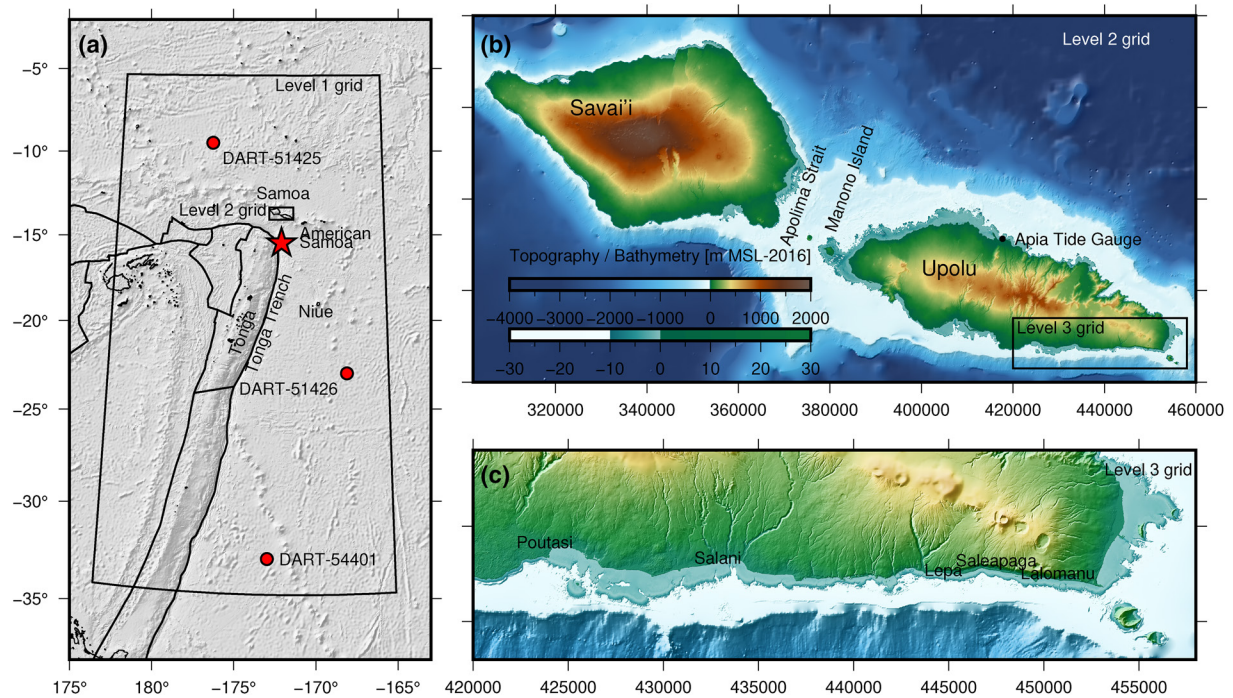 (a)
Level 1 grid
DART-51425
Samoa
Level 2 grid
American
Samoa
Niue
Tonga
Tonga Trench
DART-51426
DART-54401
−5°
−10°
−15°
−20°
−25°
−30°
−35°
175° 180° −175° −170° −165°
(b)
Level 2 grid
Savai'i
Apolima Strait
Manono Island
Apia Tide Gauge
Upolu
Level 3 grid
Topography / Bathymetry [m MSL-2016]
−4000 −3000 −2000 −1000 0 1000 2000
−30 −20 −10 0 10 20 30
320000 340000 360000 380000 400000 420000 440000 460000
(c)
Level 3 grid
Poutasi
Salani
Lepa
Saleapaga
Lalomanu
420000 425000 430000 435000 440000 445000 450000 455000